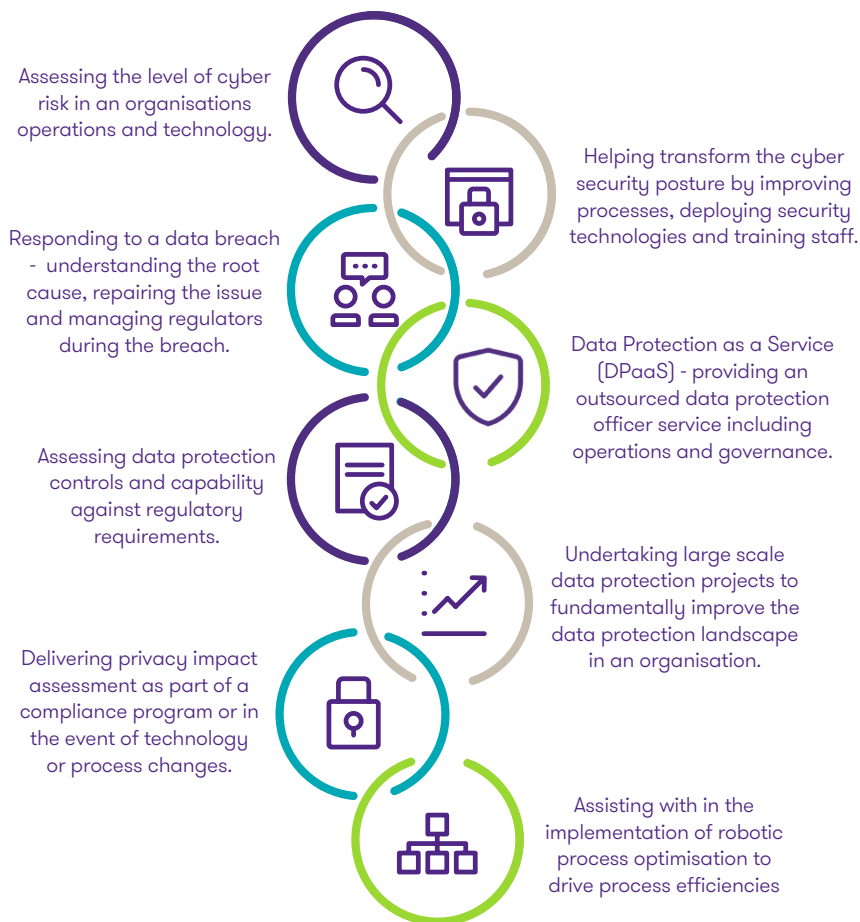 Assessing the level of cyber
risk in an organisations
operations and technology.
Helping transform the cyber
security posture by improving
processes, deploying security
technologies and training staff.
Responding to a data breach
- understanding the root
cause, repairing the issue
and managing regulators
during the breach.
Data Protection as a Service
(DPaaS) - providing an
outsourced data protection
officer service including
operations and governance.
Assessing data protection
controls and capability
against regulatory
requirements.
Undertaking large scale
data protection projects to
fundamentally improve the
data protection landscape
in an organisation.
Delivering privacy impact
assessment as part of a
compliance program or in
the event of technology
or process changes.
Assisting with in the
implementation of robotic
process optimisation to
drive process efficiencies